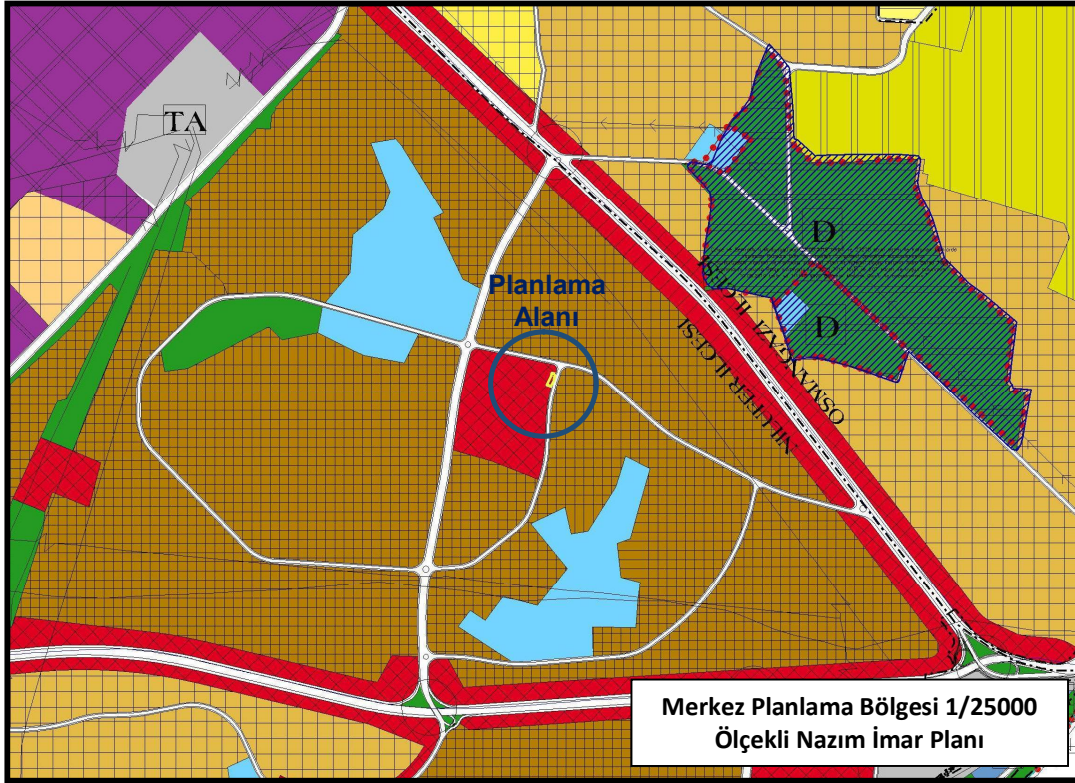 TA
D
Planlama
Alanı
D
OSMANGAZİ İLÇESİ
NİLÜFER İLÇESİ
Merkez Planlama Bölgesi 1/25000
Ölçekli Nazım İmar Planı